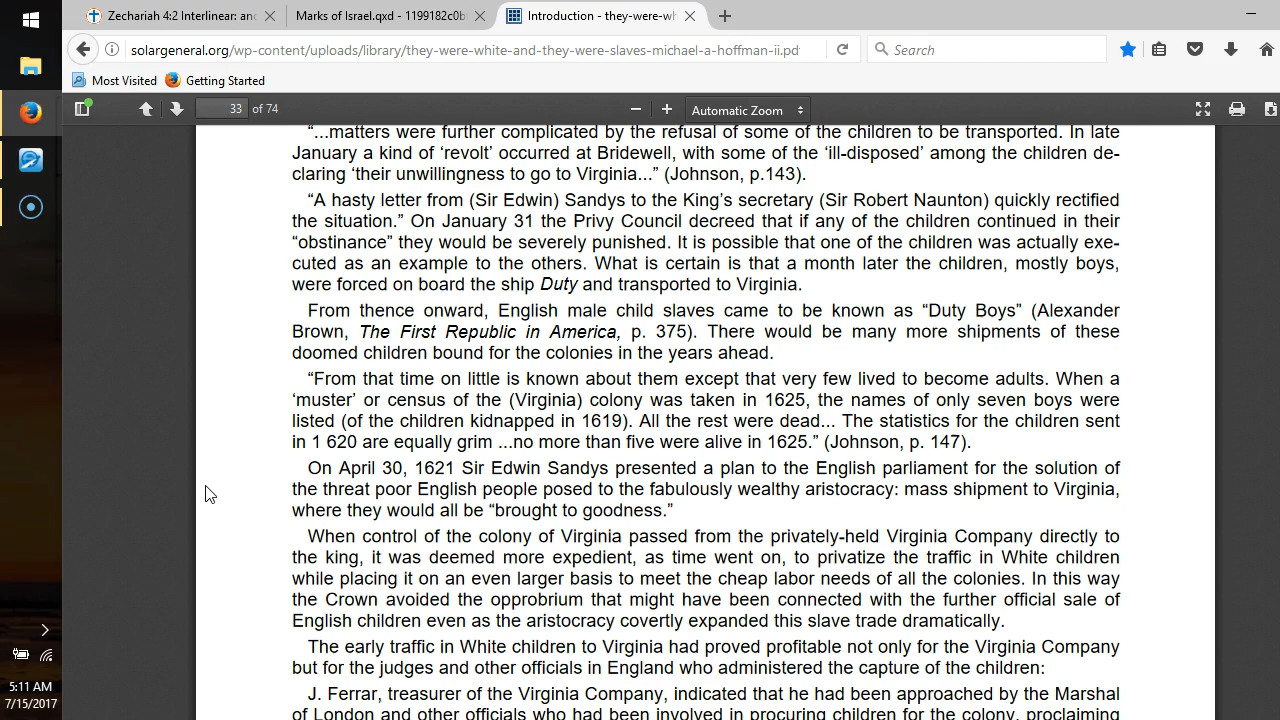 Zechariah 4:2 Interlinear: an
Marks of Israel.qxd - 1199182c0b
Introduction - they-were-wh
solargeneral.org/wp-content/uploads/library/they-were-white-and-they-were-slaves-michael-a-hoffman-ii.pd
Search
Most Visited
Getting Started
33 of 74
Automatic Zoom
“...matters were further complicated by the refusal of some of the children to be transported. In late
January a kind of ‘revolt’ occurred at Bridewell, with some of the ‘ill-disposed’ among the children de-
claring ‘their unwillingness to go to Virginia...” (Johnson, p.143).
“A hasty letter from (Sir Edwin) Sandys to the King’s secretary (Sir Robert Naunton) quickly rectified
the situation.” On January 31 the Privy Council decreed that if any of the children continued in their
“obstinance” they would be severely punished. It is possible that one of the children was actually exe-
cuted as an example to the others. What is certain is that a month later the children, mostly boys,
were forced on board the ship Duty and transported to Virginia.
From thence onward, English male child slaves came to be known as “Duty Boys” (Alexander
Brown, The First Republic in America, p. 375). There would be many more shipments of these
doomed children bound for the colonies in the years ahead.
“From that time on little is known about them except that very few lived to become adults. When a
‘muster’ or census of the (Virginia) colony was taken in 1625, the names of only seven boys were
listed (of the children kidnapped in 1619). All the rest were dead... The statistics for the children sent
in 1 620 are equally grim ...no more than five were alive in 1625.” (Johnson, p. 147).
On April 30, 1621 Sir Edwin Sandys presented a plan to the English parliament for the solution of
the threat poor English people posed to the fabulously wealthy aristocracy: mass shipment to Virginia,
where they would all be “brought to goodness.”
When control of the colony of Virginia passed from the privately-held Virginia Company directly to
the king, it was deemed more expedient, as time went on, to privatize the traffic in White children
while placing it on an even larger basis to meet the cheap labor needs of all the colonies. In this way
the Crown avoided the opprobrium that might have been connected with the further official sale of
English children even as the aristocracy covertly expanded this slave trade dramatically.
The early traffic in White children to Virginia had proved profitable not only for the Virginia Company
but for the judges and other officials in England who administered the capture of the children:
J. Ferrar, treasurer of the Virginia Company, indicated that he had been approached by the Marshal
of London and other officials who had been involved in procuring children for the colony, proclaiming
5:11 AM
7/15/2017